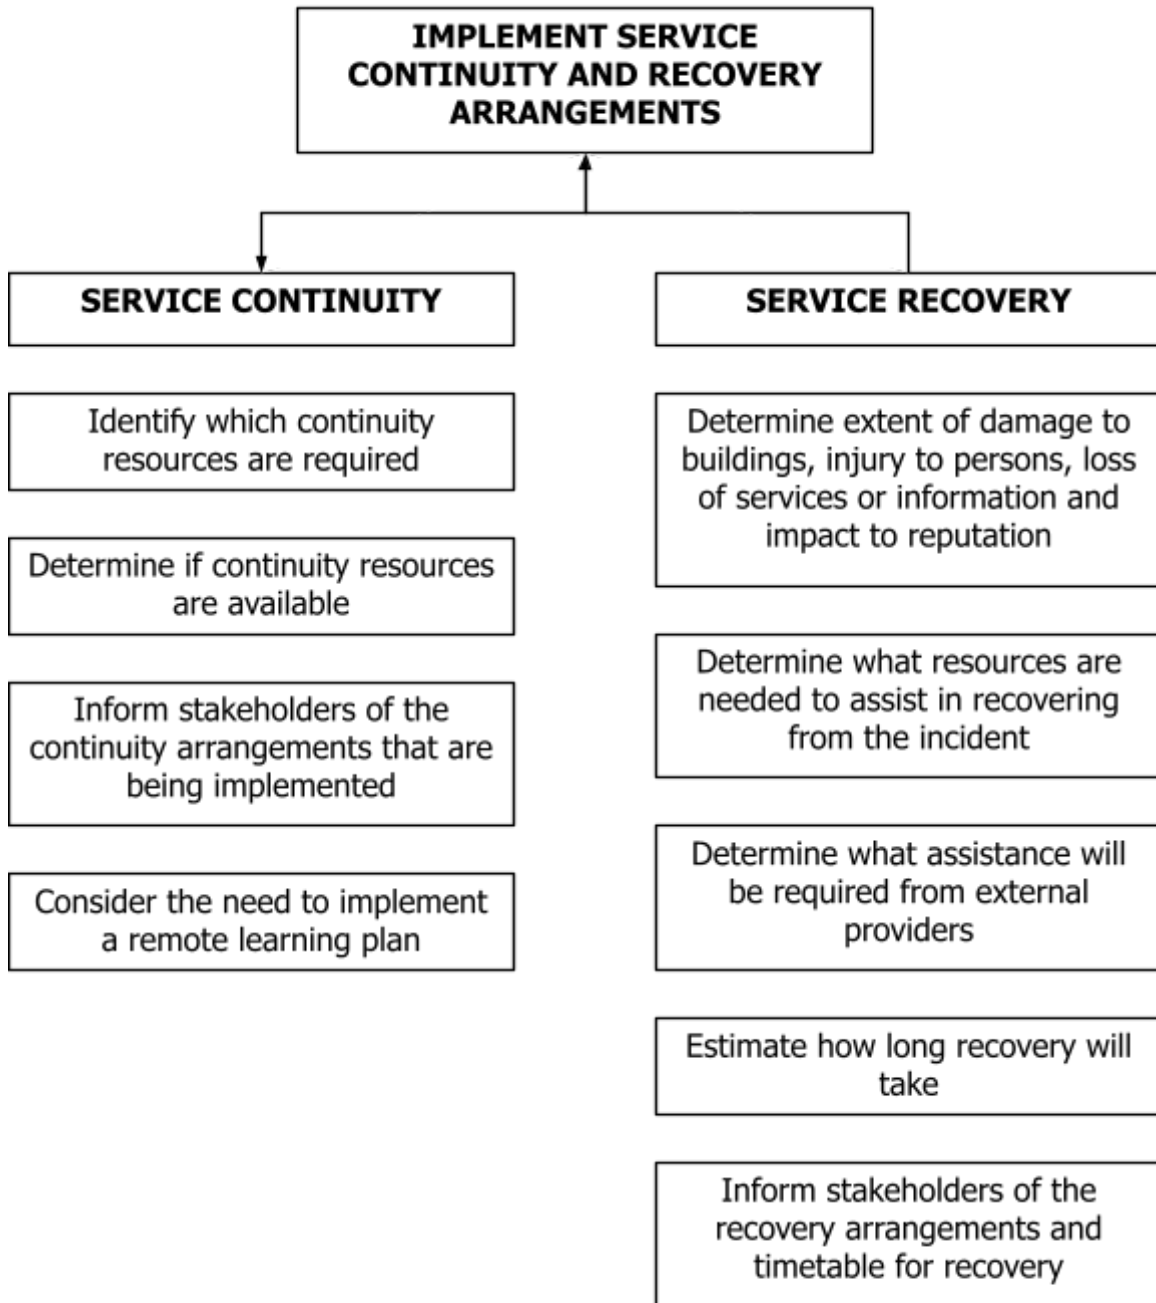 IMPLEMENT SERVICE
CONTINUITY AND RECOVERY
ARRANGEMENTS
SERVICE CONTINUITY
Identify which continuity
resources are required
Determine if continuity resources
are available
Inform stakeholders of the
continuity arrangements that are
being implemented
Consider the need to implement
a remote learning plan
SERVICE RECOVERY
Determine extent of damage to
buildings, injury to persons, loss
of services or information and
impact to reputation
Determine what resources are
needed to assist in recovering
from the incident
Determine what assistance will
be required from external
providers
Estimate how long recovery will
take
Inform stakeholders of the
recovery arrangements and
timetable for recovery